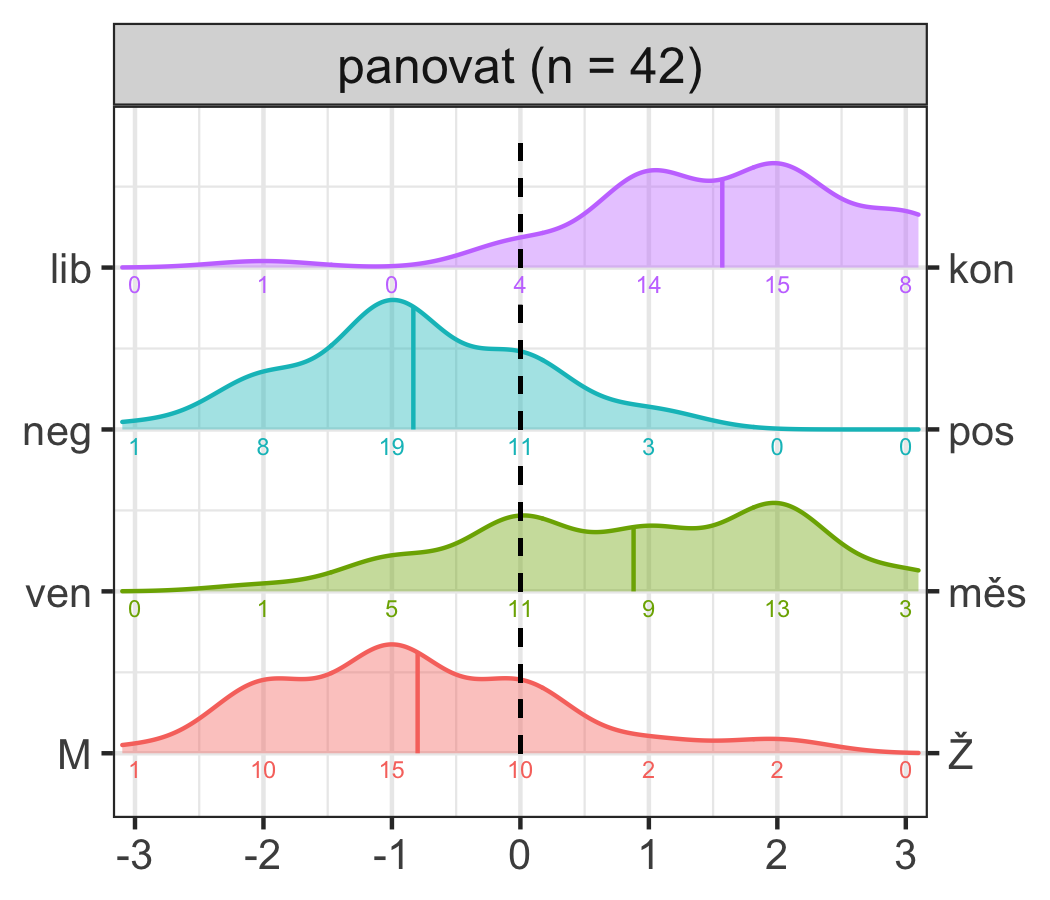 panovat (n = 42)
lib kon
0 1 0 4 14 15 8
neg pos
1 8 19 11 3 0 0
ven měs
0 1 5 11 9 13 3
M Ž
1 10 15 10 2 2 0
-3 -2 -1 0 1 2 3